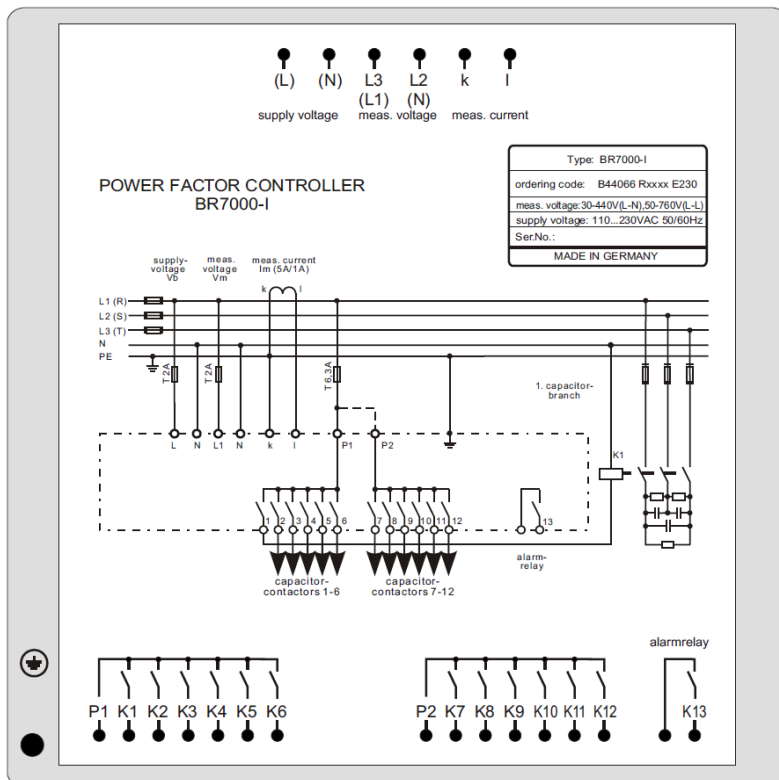 (L) (N) L3 L2 k l
(L1) (N)
supply voltage meas. voltage meas. current
POWER FACTOR CONTROLLER
BR7000-I
Type: BR7000-I
ordering code: B44066 Rxxxx E230
meas. voltage:30-440V(L-N),50-760V(L-L)
supply voltage: 110...230VAC 50/60Hz
Ser.No.:
MADE IN GERMANY
supply-
voltage
Vb
meas.
voltage
Vm
meas. current
Im (5A/1A)
k l
L1 (R)
L2 (S)
L3 (T)
N
PE
T 2A
T 2A
T 6,3A
1. capacitor-
branch
L N L1 N k l P1 P2
K1
1 2 3 4 5 6 7 8 9 10 11 12 13
capacitor-
contactors 1-6
capacitor-
contactors 7-12
alarm-
relay
alarmrelay
P1 K1 K2 K3 K4 K5 K6 P2 K7 K8 K9 K10 K11 K12 K13